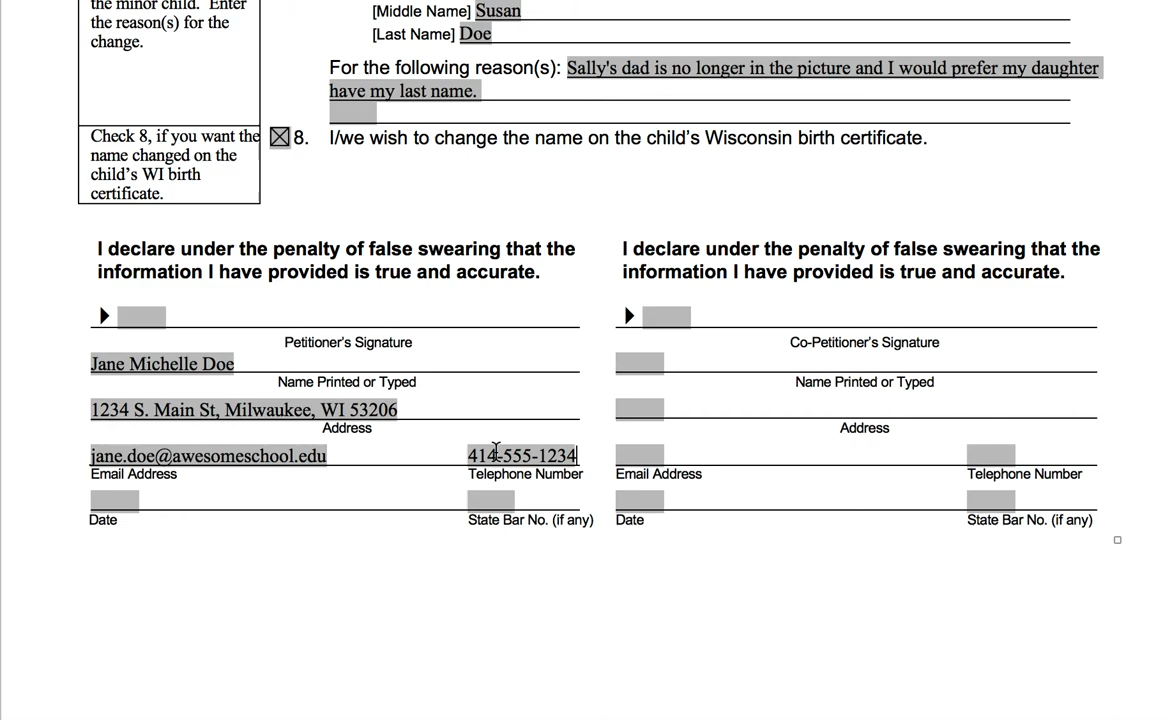 the minor child.  Enter
the reason(s) for the
change.
[Middle Name] Susan
[Last Name] Doe
For the following reason(s): Sally's dad is no longer in the picture and I would prefer my daughter
have my last name.
Check 8, if you want the
name changed on the
child's WI birth
certificate.
8. I/we wish to change the name on the child's Wisconsin birth certificate.
I declare under the penalty of false swearing that the
information I have provided is true and accurate.
Petitioner's Signature
Jane Michelle Doe
Name Printed or Typed
1234 S. Main St, Milwaukee, WI 53206
Address
jane.doe@awesomeschool.edu 414-555-1234
Email Address Telephone Number
Date State Bar No. (if any)
I declare under the penalty of false swearing that the
information I have provided is true and accurate.
Co-Petitioner's Signature
Name Printed or Typed
Address
Email Address Telephone Number
Date State Bar No. (if any)